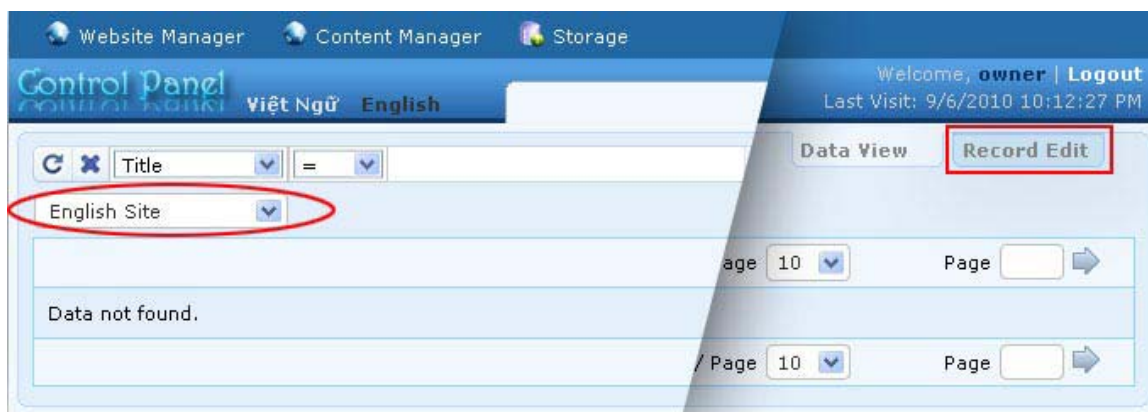 Website Manager Content Manager Storage
Control Panel Việt Ngữ English
Welcome, owner | Logout
Last Visit: 9/6/2010 10:12:27 PM
Data View Record Edit
Title =
English Site
age 10 Page
Data not found.
/ Page 10 Page